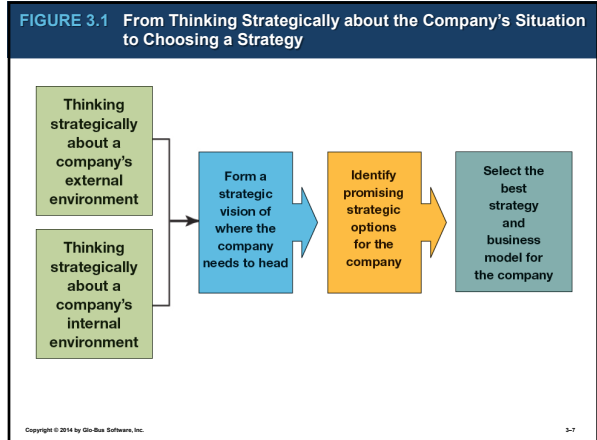 FIGURE 3.1 From Thinking Strategically about the Company's Situation
to Choosing a Strategy
Thinking
strategically
about a
company's
external
environment
Thinking
strategically
about a
company's
internal
environment
Form a
strategic
vision of
where the
company
needs to head
Identify
promising
strategic
options
for the
company
Select the
best
strategy
and
business
model for
the company
Copyright © 2014 by Glo-Bus Software, Inc.
3–7